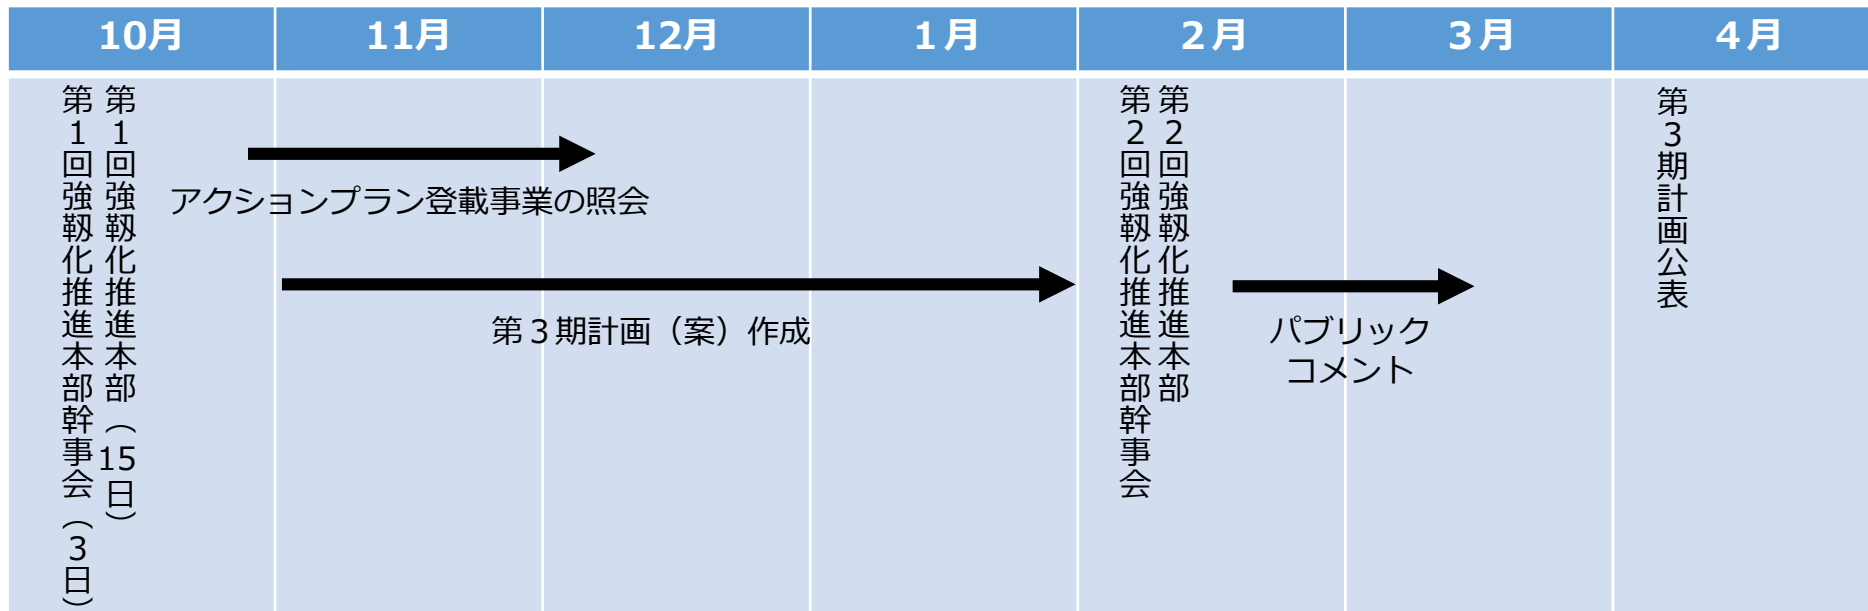 10月
11月
12月
１月
２月
３月
４月
第１回強靱化推進本部（15日）
第１回強靱化推進本部幹事会（３日）
アクションプラン登載事業の照会
第３期計画（案）作成
第２回強靱化推進本部
第２回強靱化推進本部幹事会
パブリック
コメント
第３期計画公表